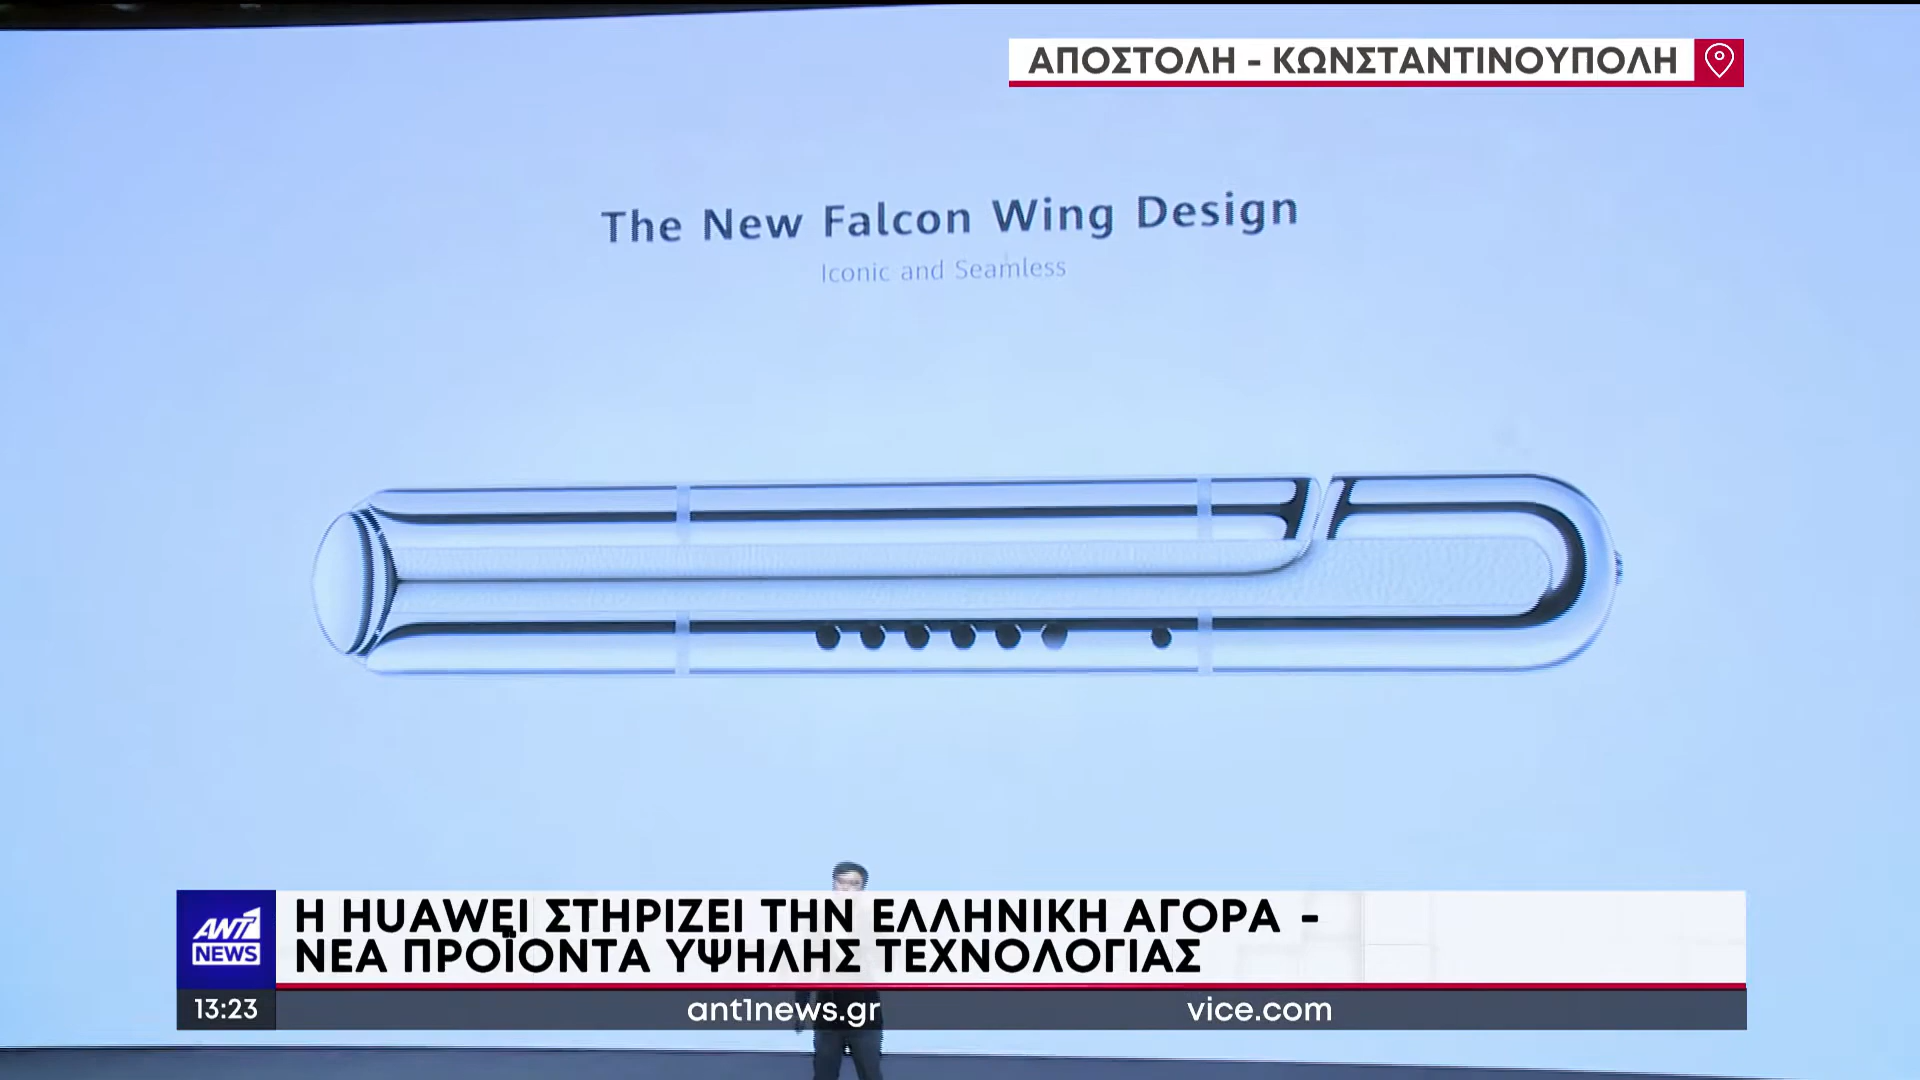 ΑΠΟΣΤΟΛΗ - ΚΩΝΣΤΑΝΤΙΝΟΥΠΟΛΗ
The New Falcon Wing Design
Iconic and Seamless
ANT1 NEWS
Η HUAWEI ΣΤΗΡΙΖΕΙ ΤΗΝ ΕΛΛΗΝΙΚΗ ΑΓΟΡΑ -
ΝΕΑ ΠΡΟΪΟΝΤΑ ΥΨΗΛΗΣ ΤΕΧΝΟΛΟΓΙΑΣ
13:23 ant1news.gr vice.com